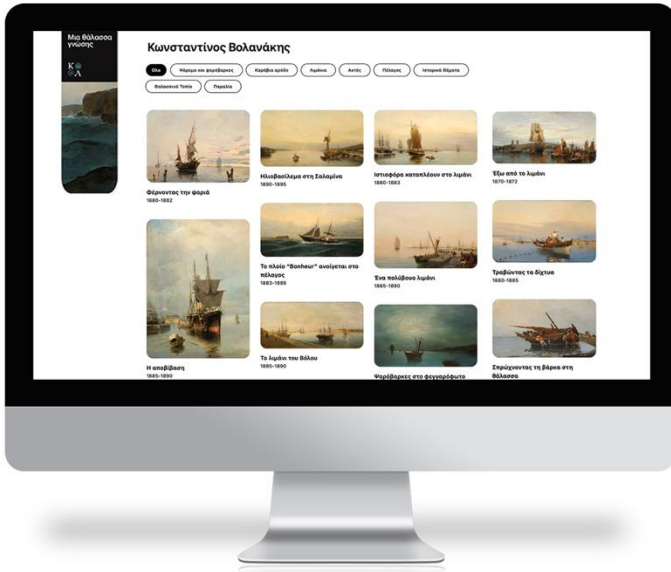 Μια θάλασσα
γνώσης
Κ
Λ
Κωνσταντίνος Βολανάκης
Όλα
Ψάρεμα και ψαρόβαρκες
Καράβια αρόδο
Λιμάνια
Ακτές
Πέλαγος
Ιστορικά Θέματα
Θαλασσινά Τοπία
Παραλία
Φέρνοντας την ψαριά
1880-1882
Ηλιοβασίλεμα στη Σαλαμίνα
1890-1895
Ιστιοφόρα καταπλέουν στο λιμάνι
1880-1883
Έξω από το λιμάνι
1870-1872
Το πλοίο "Bonheur" ανοίγεται στο
πέλαγος
1883-1886
Ένα πολύβουο λιμάνι
1885-1890
Τραβώντας τα δίχτυα
1880-1885
Η αποβίβαση
1885-1890
Το λιμάνι του Βόλου
1885-1890
Ψαρόβαρκες στο φεγγαρόφωτο
Σπρώχνοντας τη βάρκα στη
θάλασσα